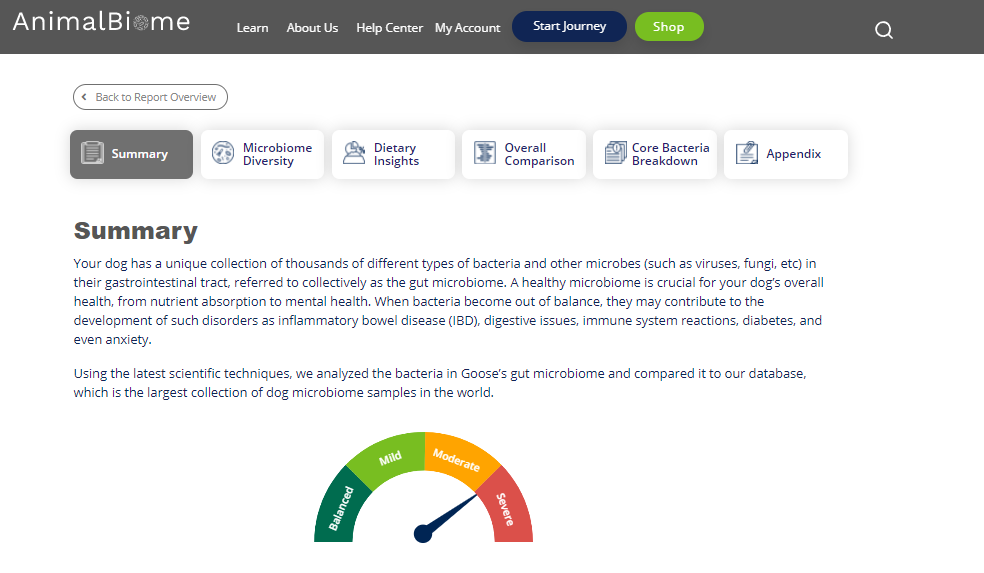 AnimalBiome
Learn
About Us
Help Center
My Account
Start Journey
Shop
Back to Report Overview
Summary
Microbiome
Diversity
Dietary
Insights
Overall
Comparison
Core Bacteria
Breakdown
Appendix
Summary
Your dog has a unique collection of thousands of different types of bacteria and other microbes (such as viruses, fungi, etc) in
their gastrointestinal tract, referred to collectively as the gut microbiome. A healthy microbiome is crucial for your dog’s overall
health, from nutrient absorption to mental health. When bacteria become out of balance, they may contribute to the
development of such disorders as inflammatory bowel disease (IBD), digestive issues, immune system reactions, diabetes, and
even anxiety.
Using the latest scientific techniques, we analyzed the bacteria in Goose’s gut microbiome and compared it to our database,
which is the largest collection of dog microbiome samples in the world.
Balanced
Mild
Moderate
Severe